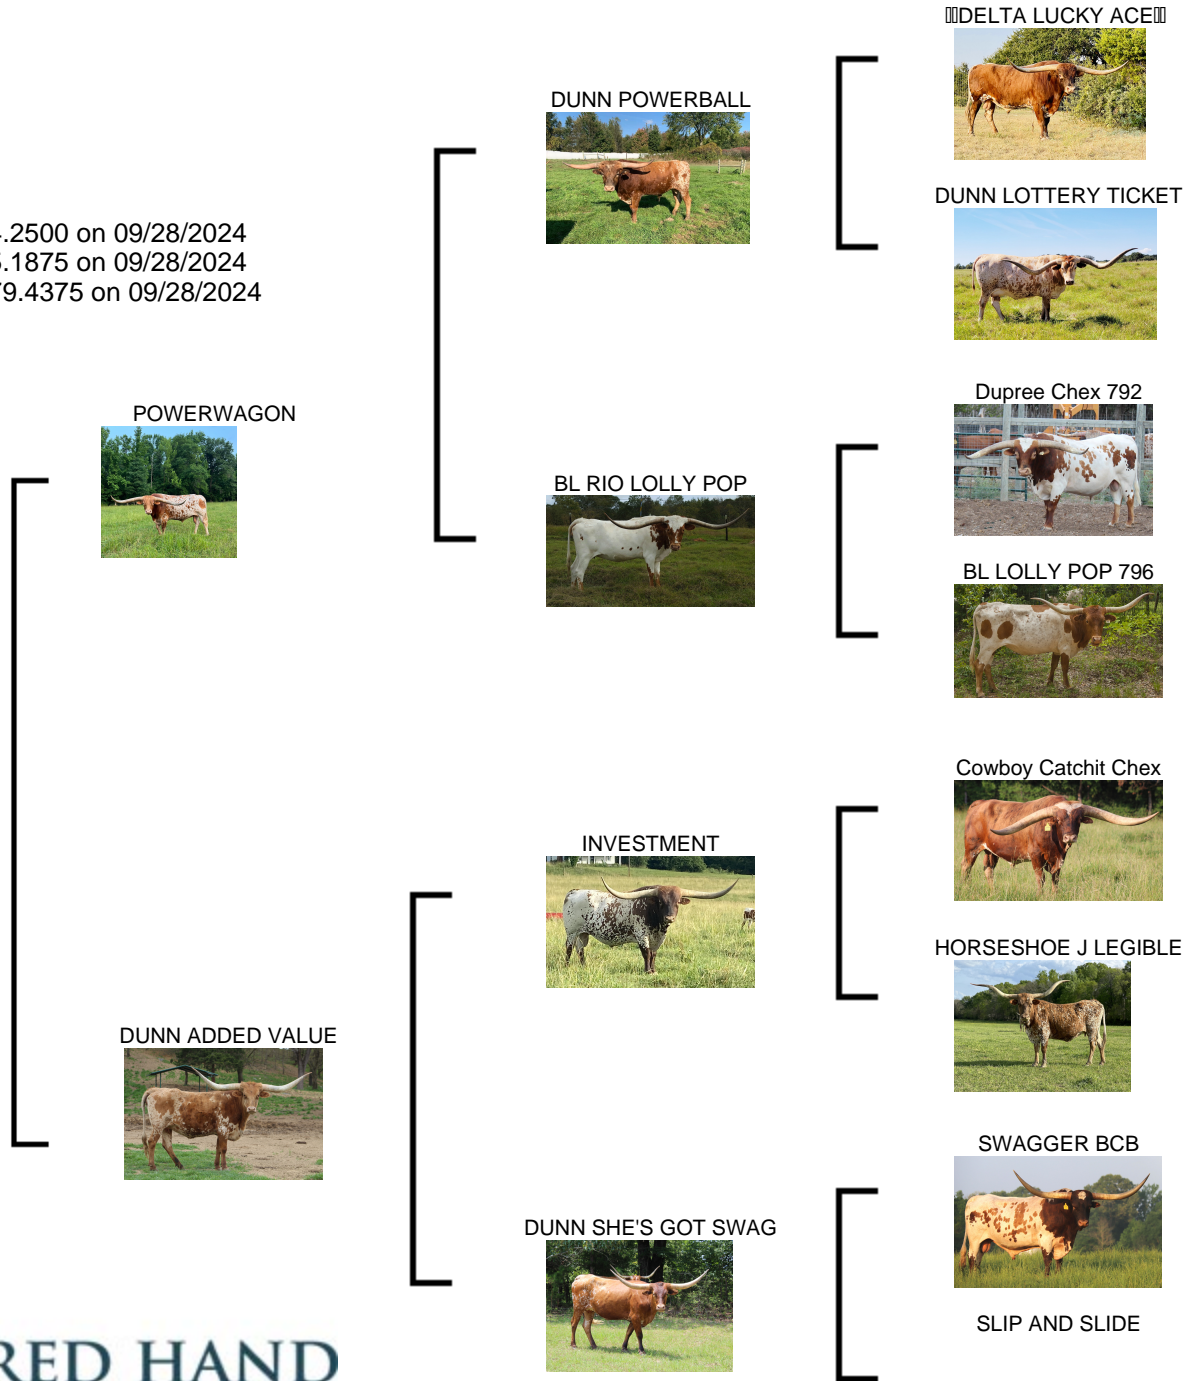 ▯▯DELTA LUCKY ACE▯▯
DUNN POWERBALL
DUNN LOTTERY TICKET
.2500 on 09/28/2024
.1875 on 09/28/2024
9.4375 on 09/28/2024
Dupree Chex 792
POWERWAGON
BL RIO LOLLY POP
BL LOLLY POP 796
Cowboy Catchit Chex
INVESTMENT
HORSESHOE J LEGIBLE
DUNN ADDED VALUE
SWAGGER BCB
DUNN SHE'S GOT SWAG
SLIP AND SLIDE
RED HAND